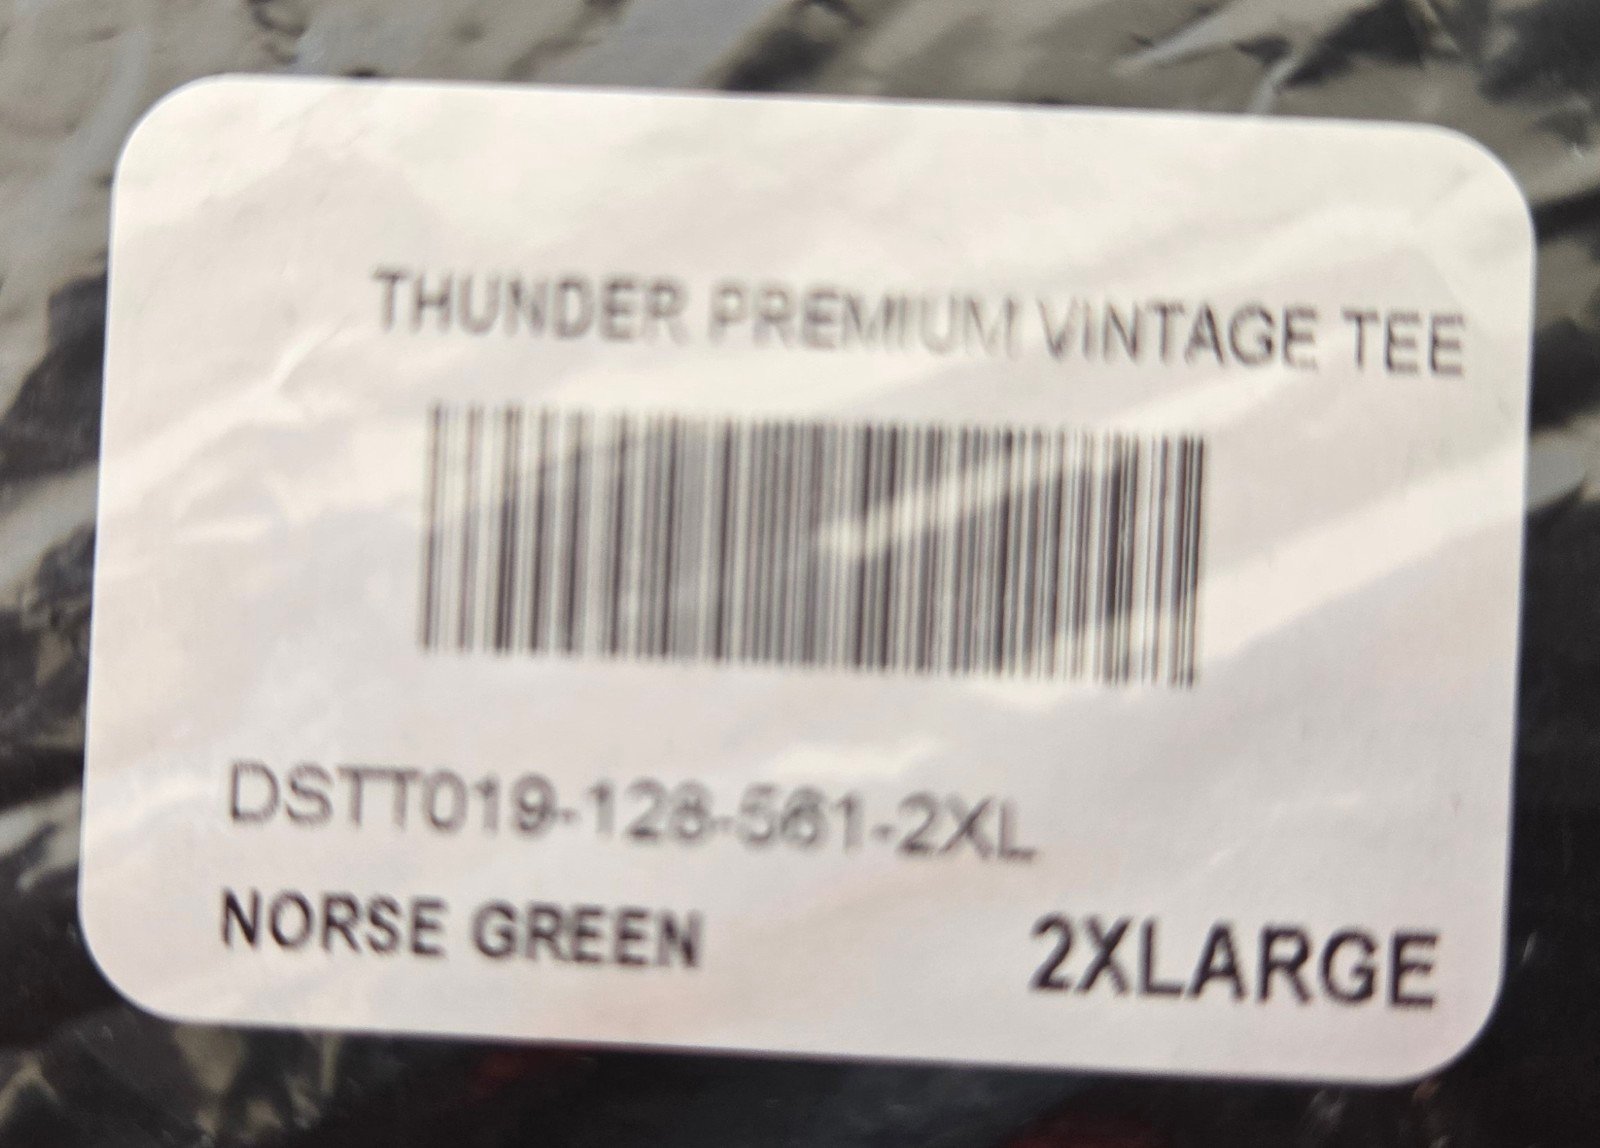 THUNDER PREMIUM VINTAGE TEE
DSTT019-128-561-2XL
NORSE GREEN
2XLARGE